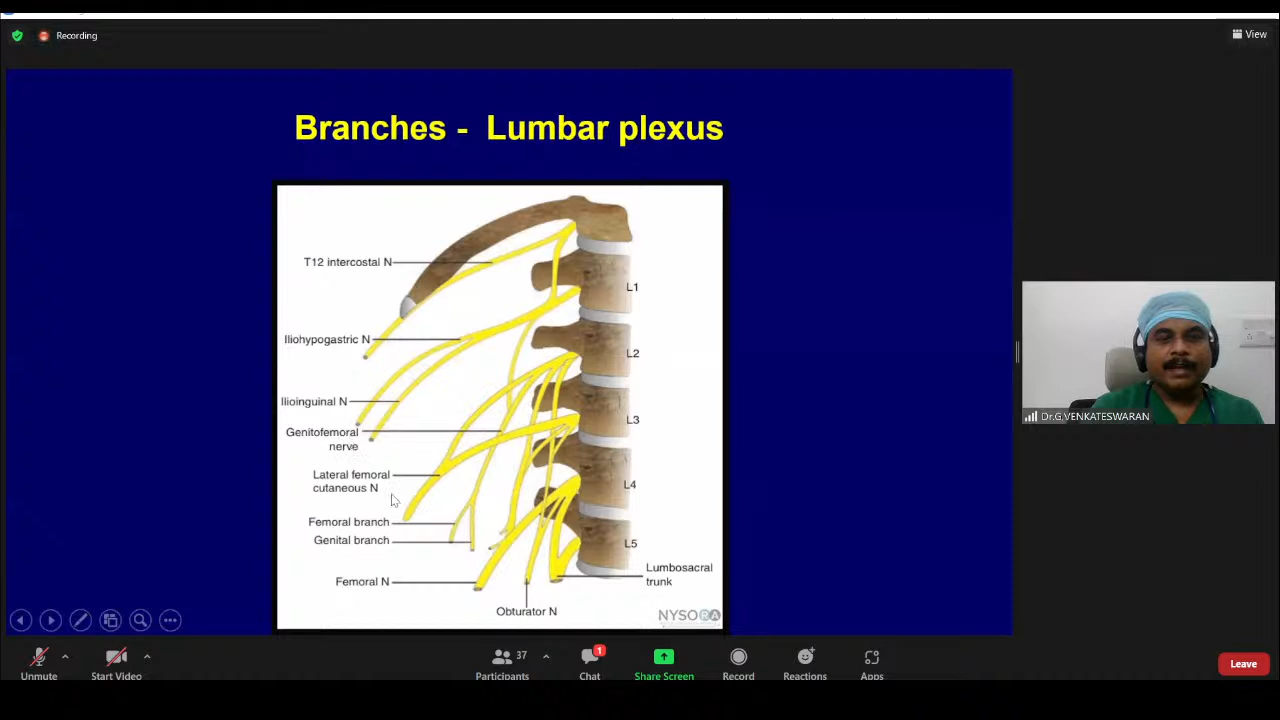 Recording
View
Branches - Lumbar plexus
T12 intercostal N
L1
Iliohypogastric N
L2
Ilioinguinal N
L3
Genitofemoral
nerve
Lateral femoral
cutaneous N
L4
Femoral branch
Genital branch
L5
Femoral N
Lumbosacral
trunk
Obturator N
NYSORA
Dr.G.VENKATESWARAN
Unmute
Start Video
37
Participants
1
Chat
Share Screen
Record
Reactions
Apps
Leave